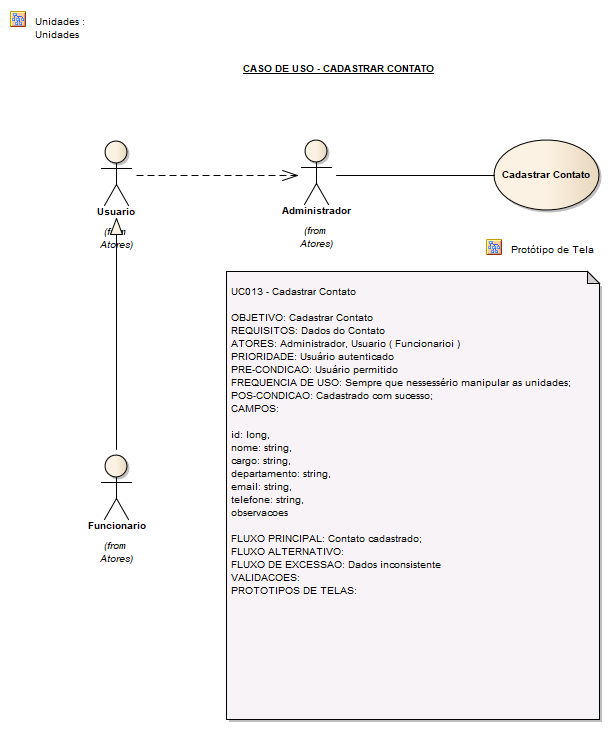 Unidades :
Unidades
CASO DE USO - CADASTRAR CONTATO
Usuario
(from
Atores)
Administrador
(from
Atores)
Cadastrar Contato
Protótipo de Tela
UC013 - Cadastrar Contato
OBJETIVO: Cadastrar Contato
REQUISITOS: Dados do Contato
ATORES: Administrador, Usuario ( Funcionarioi )
PRIORIDADE: Usuário autenticado
PRE-CONDICAO: Usuário permitido
FREQUENCIA DE USO: Sempre que nessessério manipular as unidades;
POS-CONDICAO: Cadastrado com sucesso;
CAMPOS:
id: long,
nome: string,
cargo: string,
departamento: string,
email: string,
telefone: string,
observacoes
FLUXO PRINCIPAL: Contato cadastrado;
FLUXO ALTERNATIVO:
FLUXO DE EXCESSAO: Dados inconsistente
VALIDACOES:
PROTOTIPOS DE TELAS:
Funcionario
(from
Atores)